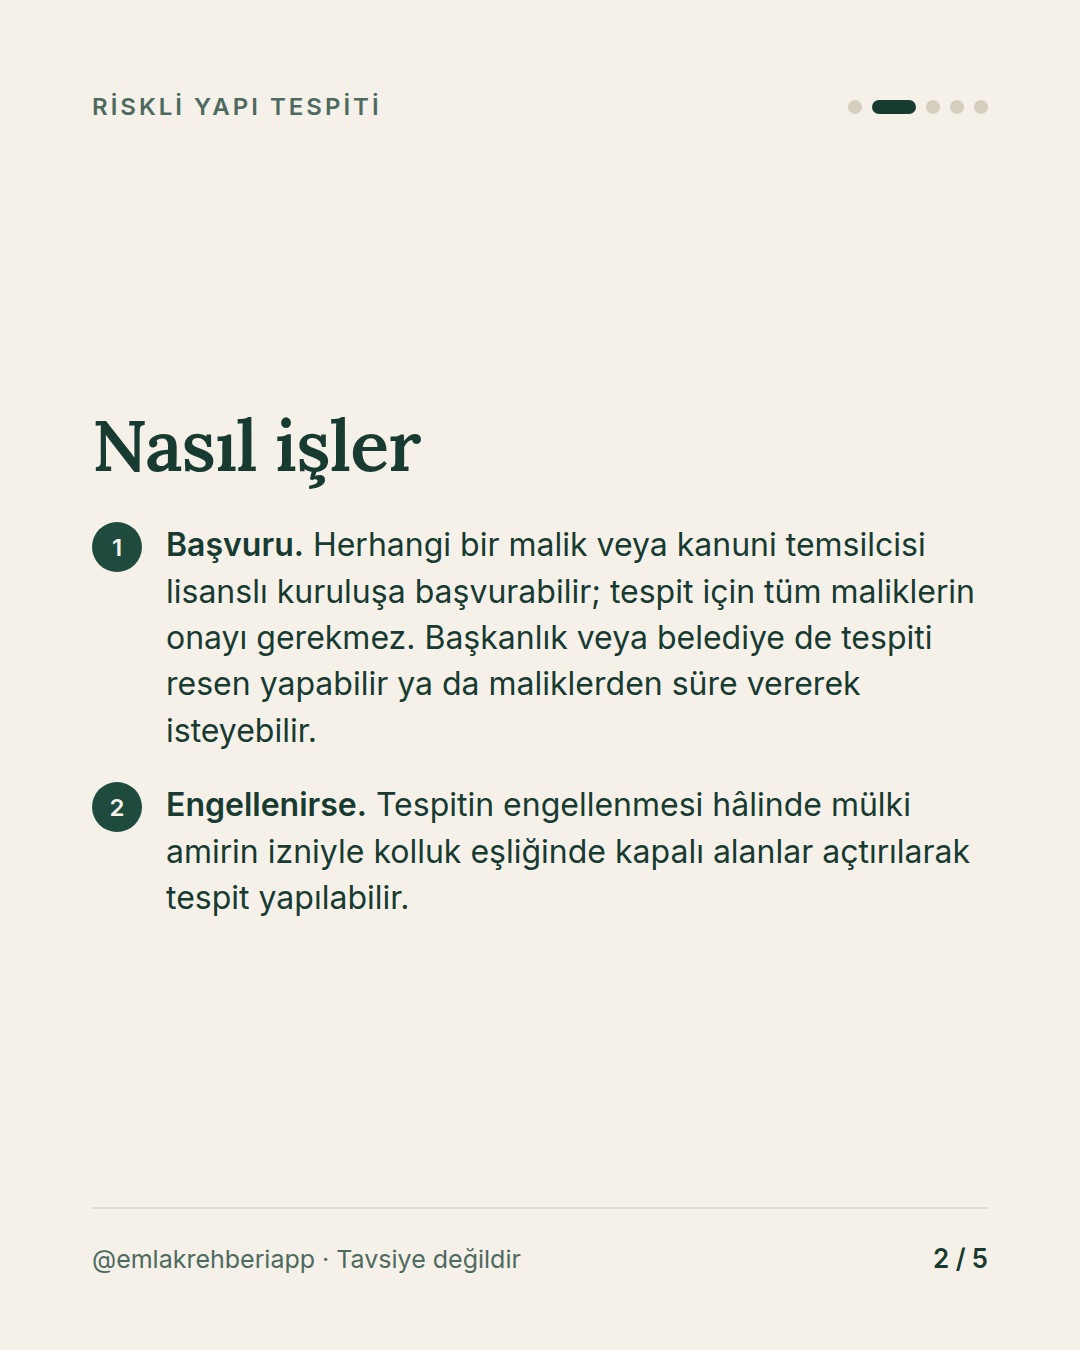 RİSKLİ YAPI TESPİTİ
Nasıl işler
1
Başvuru. Herhangi bir malik veya kanuni temsilcisi
lisanslı kuruluşa başvurabilir; tespit için tüm maliklerin
onayı gerekmez. Başkanlık veya belediye de tespiti
resen yapabilir ya da maliklerden süre vererek
isteyebilir.
2
Engellenirse. Tespitin engellenmesi hâlinde mülki
amirin izniyle kolluk eşliğinde kapalı alanlar açtırılarak
tespit yapılabilir.
@emlakrehberiapp · Tavsiye değildir
2 / 5